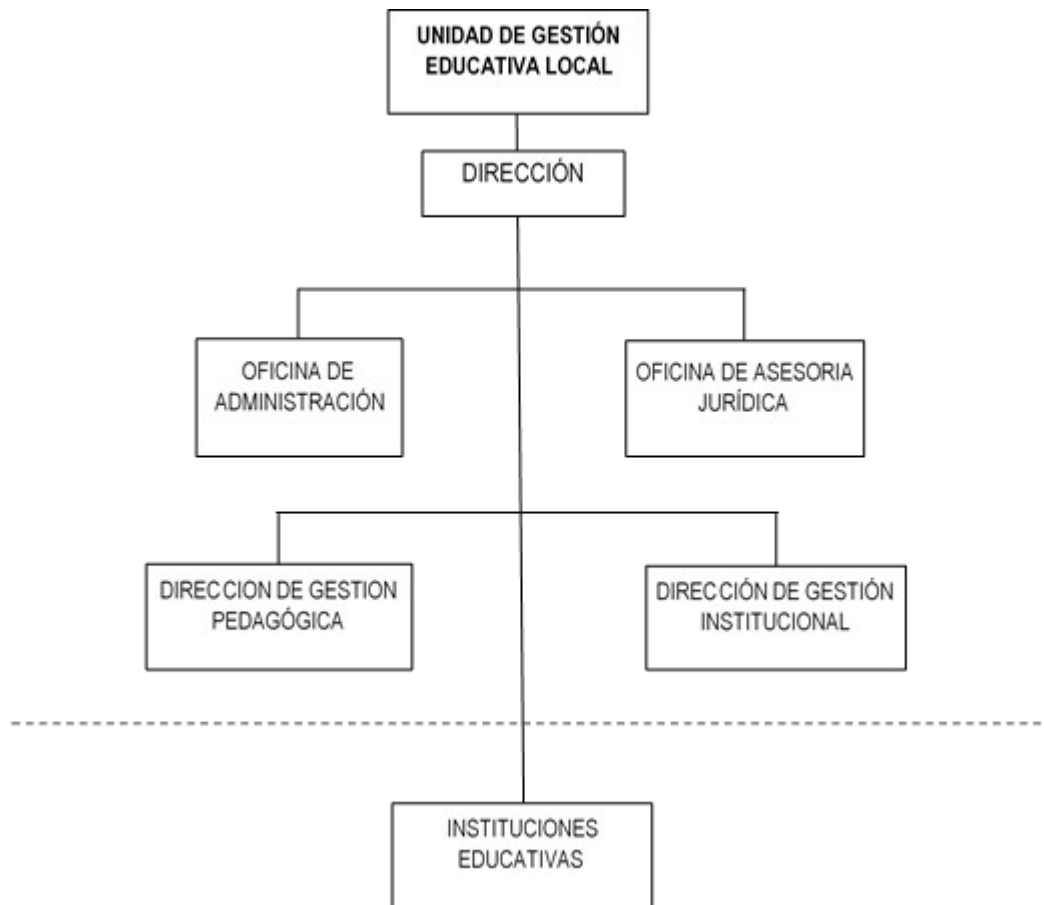 UNIDAD DE GESTIÓN
EDUCATIVA LOCAL
DIRECCIÓN
OFICINA DE
ADMINISTRACIÓN
OFICINA DE ASESORIA
JURÍDICA
DIRECCION DE GESTION
PEDAGÓGICA
DIRECCIÓN DE GESTIÓN
INSTITUCIONAL
INSTITUCIONES
EDUCATIVAS